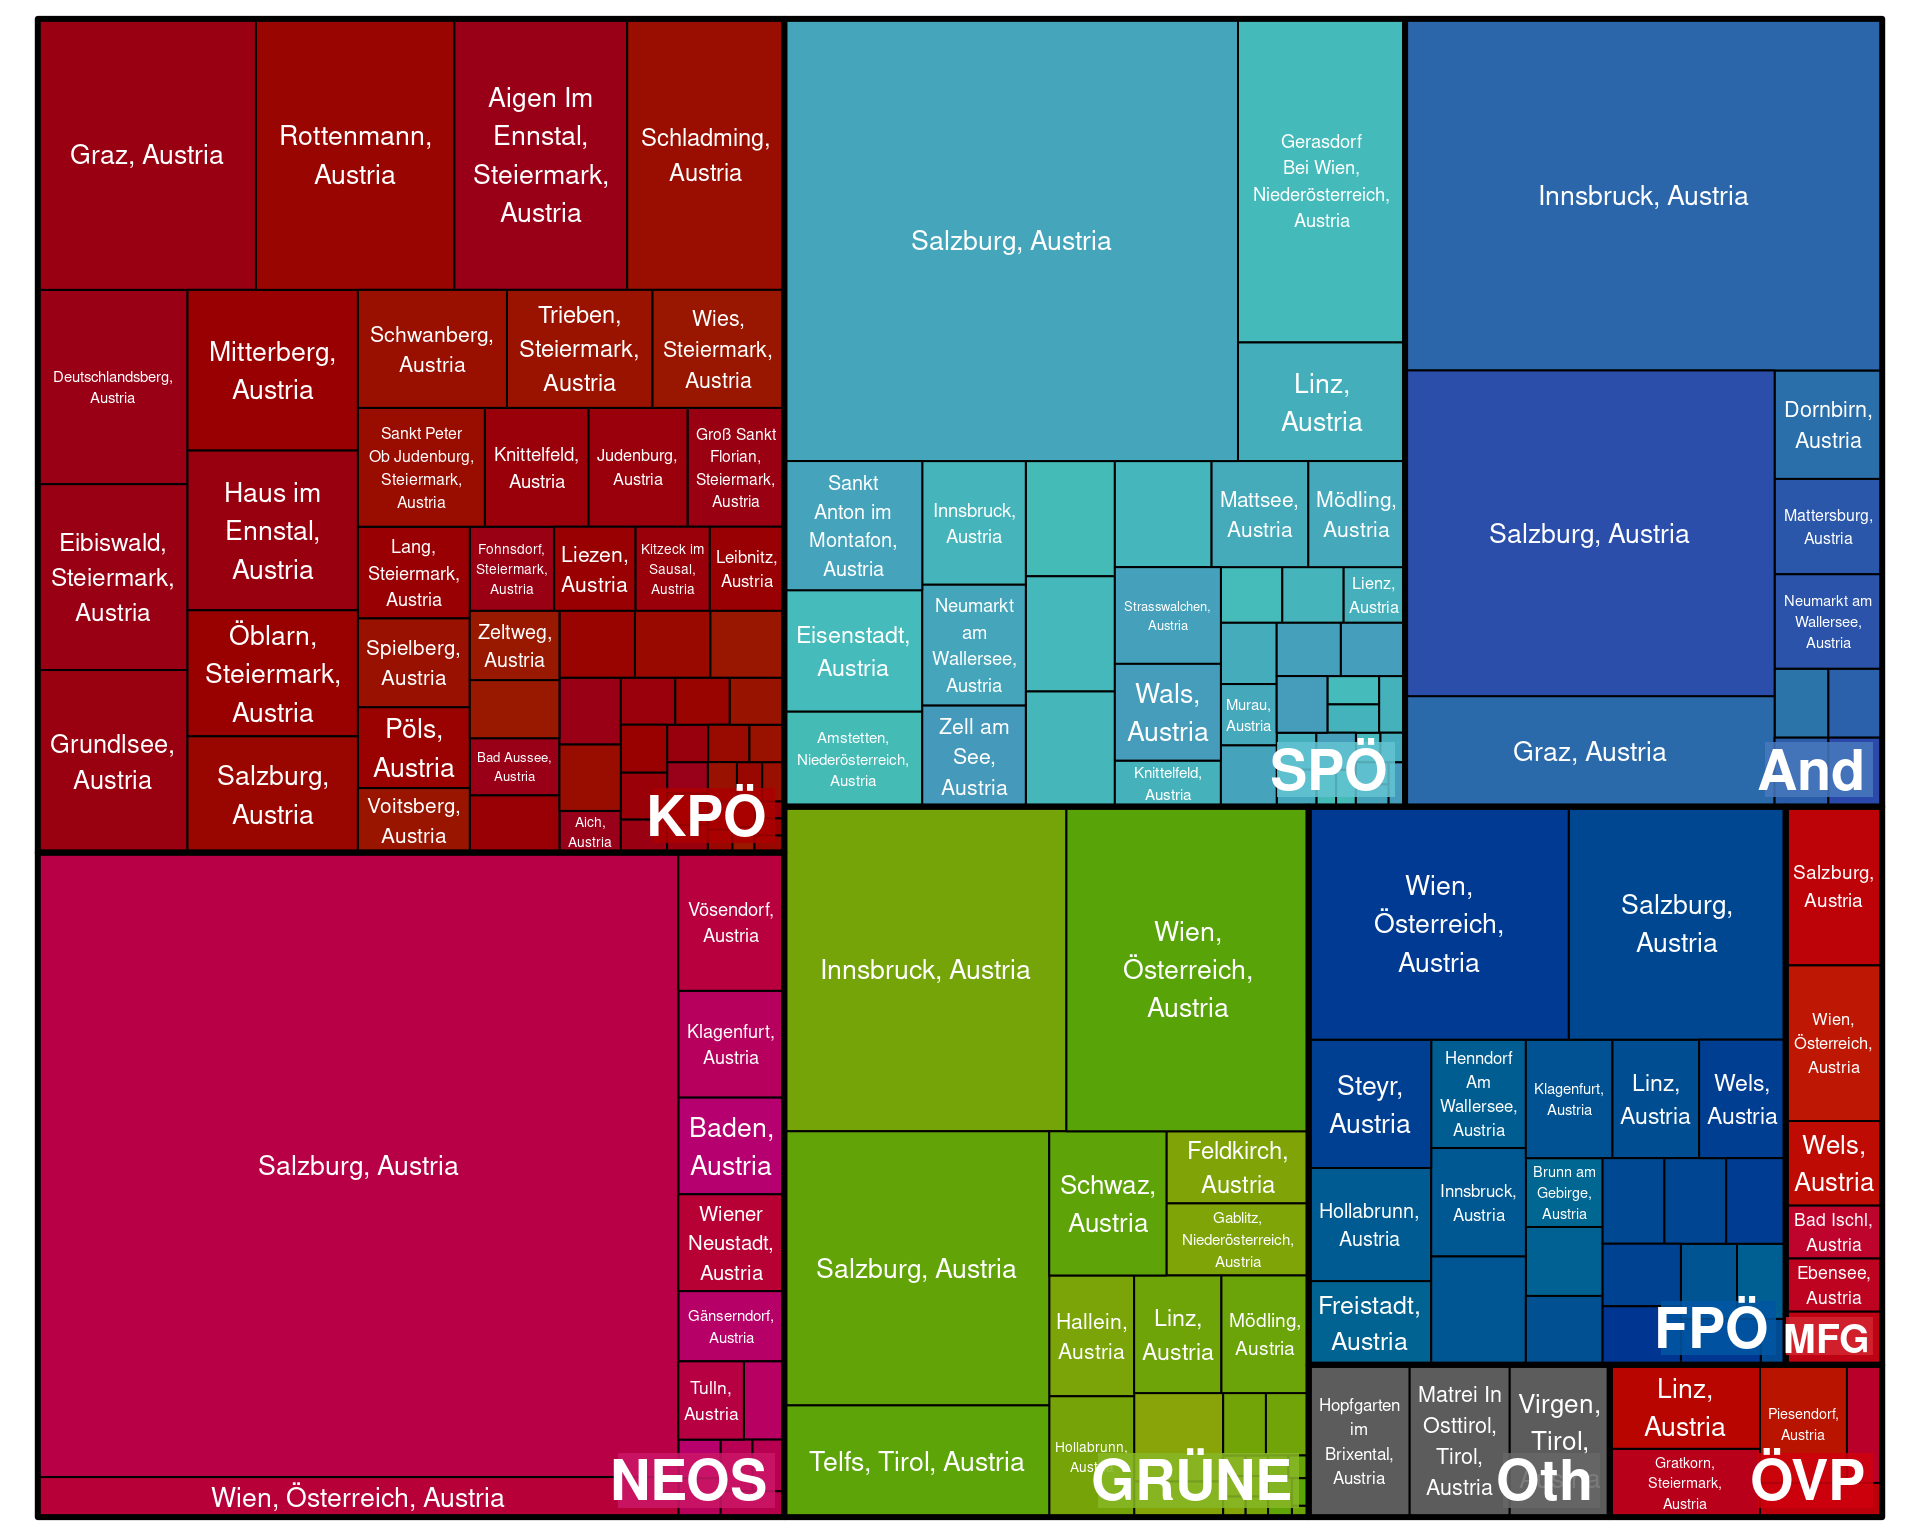 Graz, Austria
Rottenmann,
Austria
Aigen Im
Ennstal,
Steiermark,
Austria
Schladming,
Austria
Deutschlandsberg,
Austria
Mitterberg,
Austria
Schwanberg,
Austria
Trieben,
Steiermark,
Austria
Wies,
Steiermark,
Austria
Sankt Peter
Ob Judenburg,
Steiermark,
Austria
Knittelfeld,
Austria
Judenburg,
Austria
Groß Sankt
Florian,
Steiermark,
Austria
Eibiswald,
Steiermark,
Austria
Haus im
Ennstal,
Austria
Lang,
Steiermark,
Austria
Fohnsdorf,
Steiermark,
Austria
Liezen,
Austria
Kitzeck im
Sausal,
Austria
Leibnitz,
Austria
Öblarn,
Steiermark,
Austria
Spielberg,
Austria
Zeltweg,
Austria
Grundlsee,
Austria
Salzburg,
Austria
Pöls,
Austria
Bad Aussee,
Austria
Voitsberg,
Austria
Aich,
Austria
KPÖ
Salzburg, Austria
Gerasdorf
Bei Wien,
Niederösterreich,
Austria
Linz,
Austria
Sankt
Anton im
Montafon,
Austria
Innsbruck,
Austria
Mattsee,
Austria
Mödling,
Austria
Eisenstadt,
Austria
Neumarkt
am
Wallersee,
Austria
Strasswalchen,
Austria
Lienz,
Austria
Amstetten,
Niederösterreich,
Austria
Zell am
See,
Austria
Wals,
Austria
Murau,
Austria
Knittelfeld,
Austria
SPÖ
Innsbruck, Austria
Salzburg, Austria
Dornbirn,
Austria
Mattersburg,
Austria
Neumarkt am
Wallersee,
Austria
Graz, Austria
And
Salzburg, Austria
Vösendorf,
Austria
Klagenfurt,
Austria
Baden,
Austria
Wiener
Neustadt,
Austria
Gänserndorf,
Austria
Tulln,
Austria
Wien, Österreich, Austria
NEOS
Innsbruck, Austria
Wien,
Österreich,
Austria
Salzburg, Austria
Schwaz,
Austria
Feldkirch,
Austria
Gablitz,
Niederösterreich,
Austria
Hallein,
Austria
Linz,
Austria
Mödling,
Austria
Telfs, Tirol, Austria
Hollabrunn,
Austria
GRÜNE
Wien,
Österreich,
Austria
Salzburg,
Austria
Steyr,
Austria
Henndorf
Am
Wallersee,
Austria
Klagenfurt,
Austria
Linz,
Austria
Wels,
Austria
Hollabrunn,
Austria
Innsbruck,
Austria
Brunn am
Gebirge,
Austria
Freistadt,
Austria
FPÖ
Salzburg,
Austria
Wien,
Österreich,
Austria
Wels,
Austria
Bad Ischl,
Austria
Ebensee,
Austria
MFG
Hopfgarten
im
Brixental,
Austria
Matrei In
Osttirol,
Tirol,
Austria
Virgen,
Tirol,
Austria
Oth
Linz,
Austria
Piesendorf,
Austria
Gratkorn,
Steiermark,
Austria
ÖVP